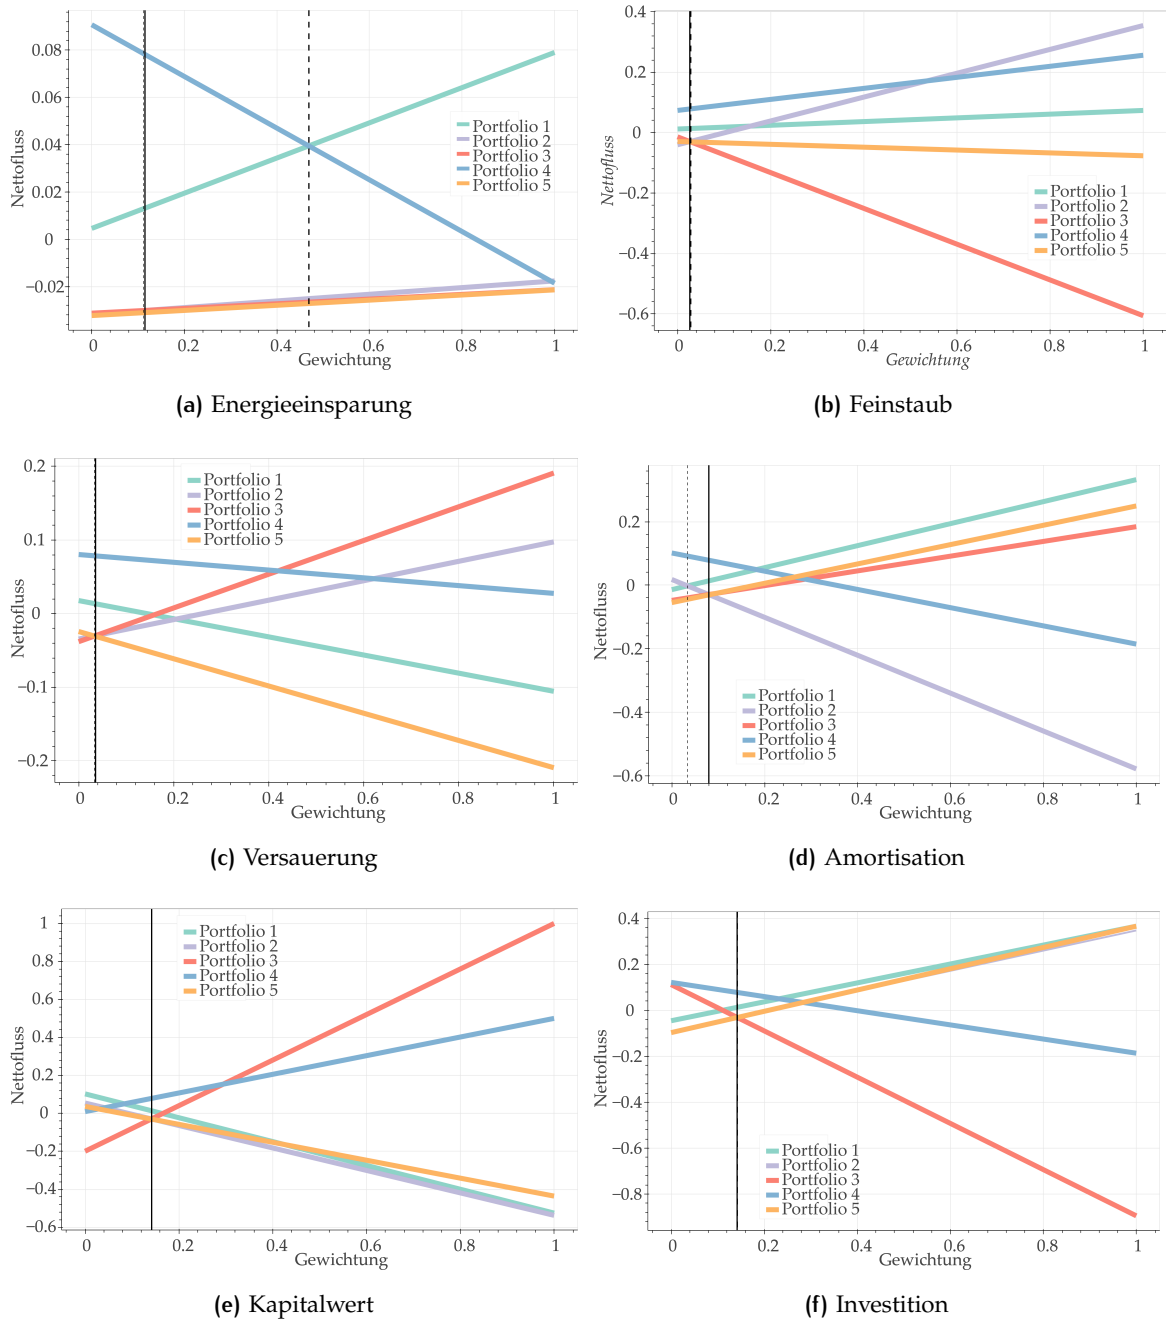 0.08
0.06
0.04
0.02
0
−0.02
Nettofluss
Portfolio 1
Portfolio 2
Portfolio 3
Portfolio 4
Portfolio 5
0 0.2 0.4 0.6 0.8 1
Gewichtung
(a) Energieeinsparung
0.4
0.2
0
−0.2
−0.4
−0.6
Nettofluss
Portfolio 1
Portfolio 2
Portfolio 3
Portfolio 4
Portfolio 5
0 0.2 0.4 0.6 0.8 1
Gewichtung
(b) Feinstaub
0.2
0.1
0
−0.1
−0.2
Nettofluss
Portfolio 1
Portfolio 2
Portfolio 3
Portfolio 4
Portfolio 5
0 0.2 0.4 0.6 0.8 1
Gewichtung
(c) Versauerung
0.2
0
−0.2
−0.4
−0.6
Nettofluss
Portfolio 1
Portfolio 2
Portfolio 3
Portfolio 4
Portfolio 5
0 0.2 0.4 0.6 0.8 1
Gewichtung
(d) Amortisation
1
0.8
0.6
0.4
0.2
0
−0.2
−0.4
−0.6
Nettofluss
Portfolio 1
Portfolio 2
Portfolio 3
Portfolio 4
Portfolio 5
0 0.2 0.4 0.6 0.8 1
Gewichtung
(e) Kapitalwert
0.4
0.2
0
−0.2
−0.4
−0.6
−0.8
Nettofluss
Portfolio 1
Portfolio 2
Portfolio 3
Portfolio 4
Portfolio 5
0 0.2 0.4 0.6 0.8 1
Gewichtung
(f) Investition